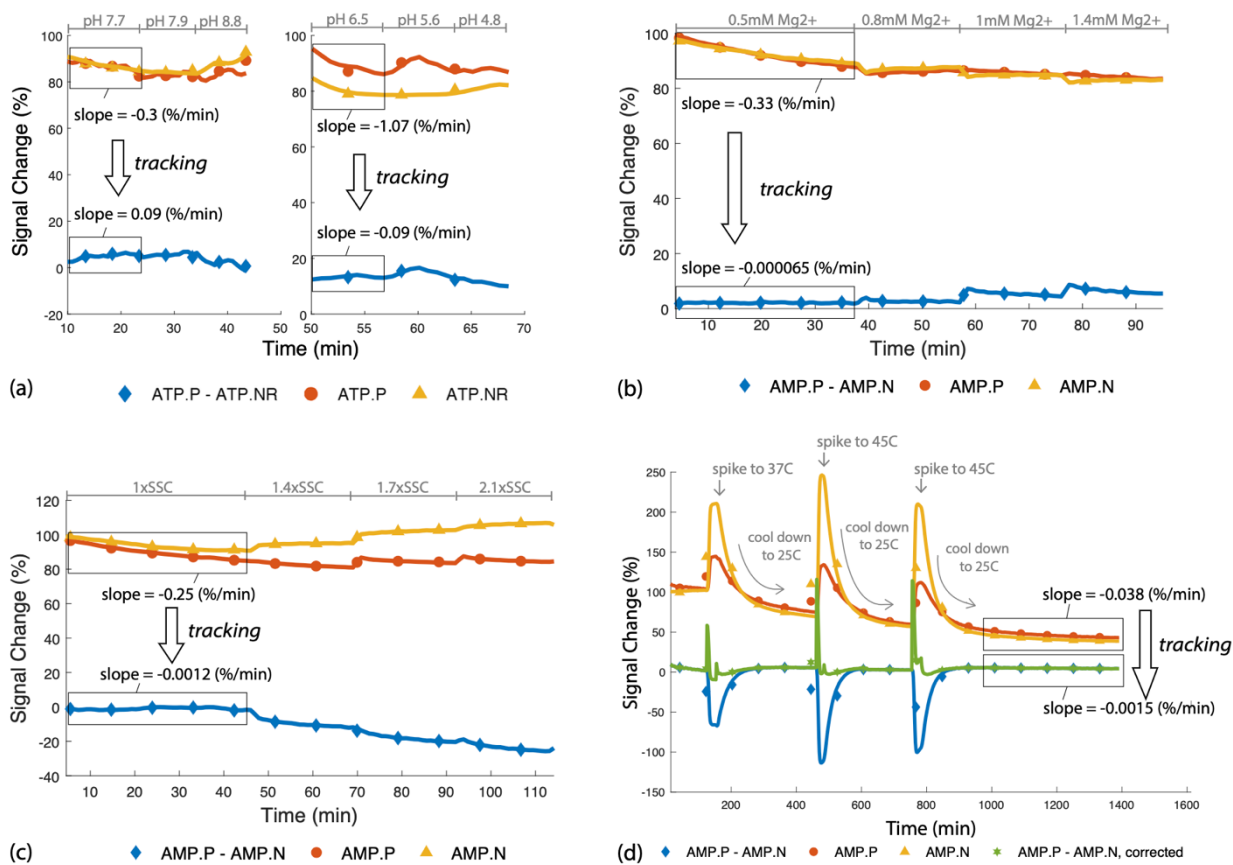 pH 7.7 pH 7.9 pH 8.8
pH 6.5 pH 5.6 pH 4.8
Signal Change (%)
100
80
60
40
20
0
-20
slope = -0.3 (%/min)
tracking
slope = 0.09 (%/min)
10 20 30 40 50
100
80
60
40
20
0
slope = -1.07 (%/min)
tracking
slope = -0.09 (%/min)
50 55 60 65 70
Time (min)
(a)
ATP.P - ATP.NR ATP.P ATP.NR
0.5mM Mg2+ 0.8mM Mg2+ 1mM Mg2+ 1.4mM Mg2+
Signal Change (%)
100
80
60
40
20
0
slope = -0.33 (%/min)
tracking
slope = -0.000065 (%/min)
10 20 30 40 50 60 70 80 90
Time (min)
(b)
AMP.P - AMP.N AMP.P AMP.N
1xSSC 1.4xSSC 1.7xSSC 2.1xSSC
Signal Change (%)
120
100
80
60
40
20
0
-20
-40
slope = -0.25 (%/min)
tracking
slope = -0.0012 (%/min)
10 20 30 40 50 60 70 80 90 100 110
Time (min)
(c)
AMP.P - AMP.N AMP.P AMP.N
spike to 45C
spike to 37C
spike to 45C
cool down
to 25C
cool down
to 25C
cool down
to 25C
Signal Change (%)
250
200
150
100
50
0
-50
-100
-150
slope = -0.038 (%/min)
tracking
slope = -0.0015 (%/min)
200 400 600 800 1000 1200 1400 1600
Time (min)
(d)
AMP.P - AMP.N AMP.P AMP.N AMP.P - AMP.N, corrected